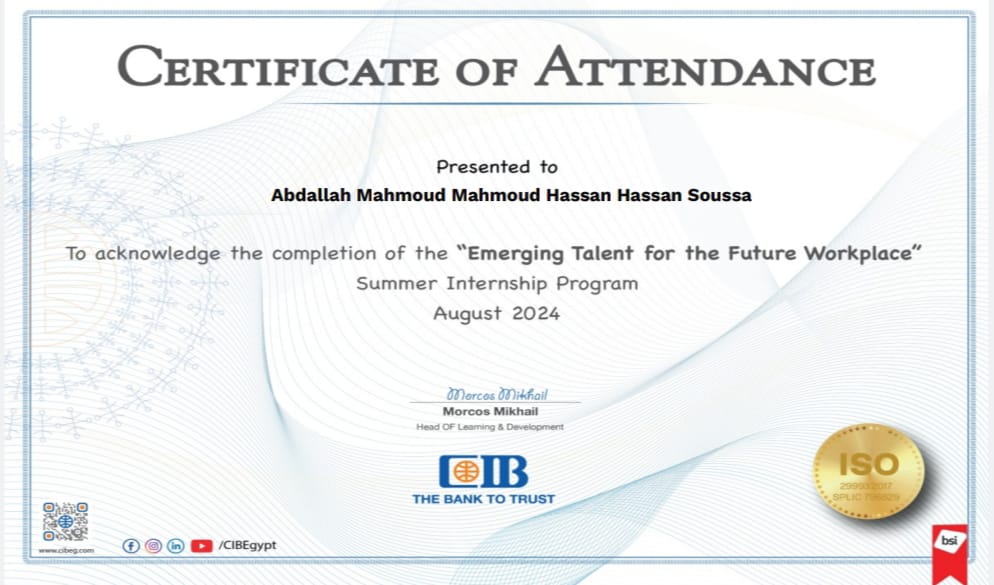 CERTIFICATE OF ATTENDANCE
Presented to
Abdallah Mahmoud Mahmoud Hassan Hassan Soussa
To acknowledge the completion of the “Emerging Talent for the Future Workplace”
Summer Internship Program
August 2024
Morcos Mikhail
Morcos Mikhail
Head OF Learning & Development
CIB
THE BANK TO TRUST
ISO
29993:2017
SPLIC 796829
www.cibeg.com
/CIBEgypt
bsi